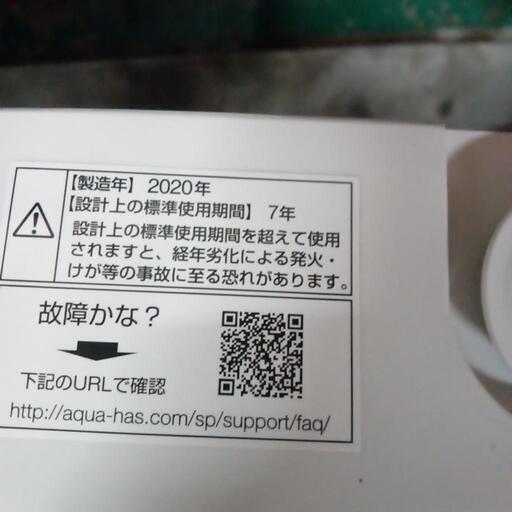 【製造年】 2020年
【設計上の標準使用期間】 7年
設計上の標準使用期間を超えて使用
されますと、経年劣化による発火・
けが等の事故に至る恐れがあります。
故障かな？
下記のURLで確認
http://aqua-has.com/sp/support/faq/